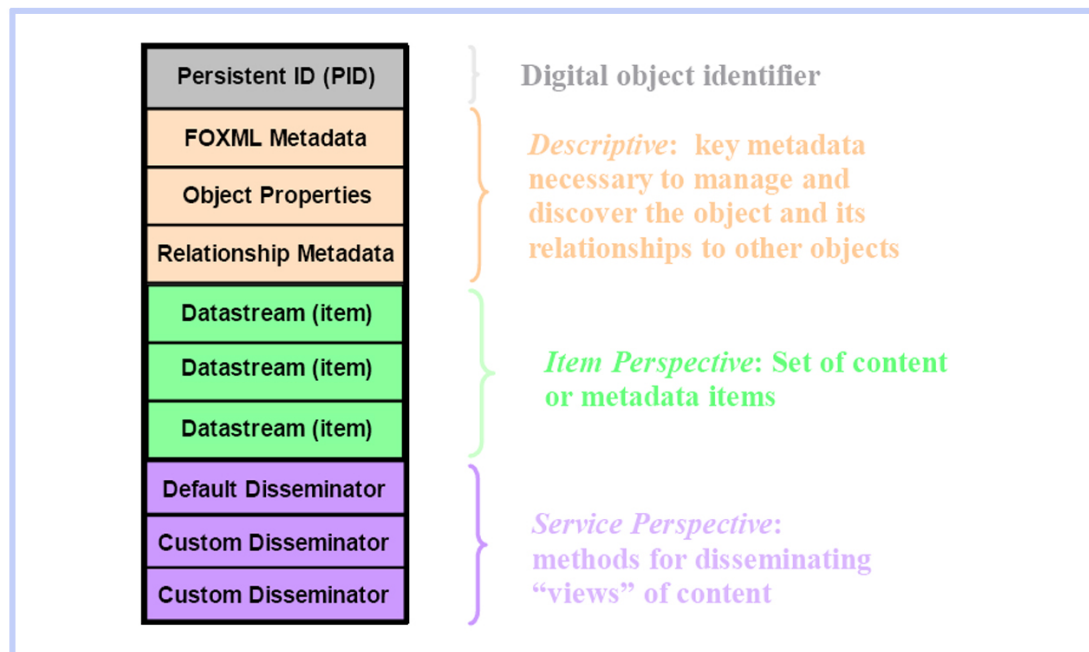 Persistent ID (PID)
Digital object identifier
FOXML Metadata
Object Properties
Relationship Metadata
Descriptive: key metadata
necessary to manage and
discover the object and its
relationships to other objects
Datastream (item)
Datastream (item)
Datastream (item)
Item Perspective: Set of content
or metadata items
Default Disseminator
Custom Disseminator
Custom Disseminator
Service Perspective:
methods for disseminating
“views” of content